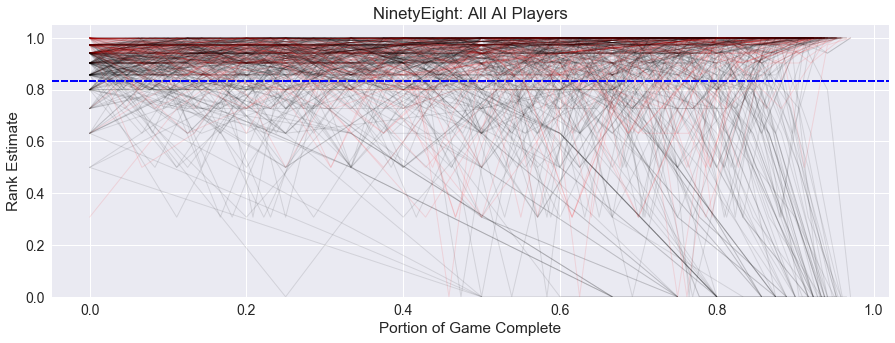 NinetyEight: All AI Players
1.0
0.8
0.6
0.4
0.2
0.0
Rank Estimate
0.0 0.2 0.4 0.6 0.8 1.0
Portion of Game Complete